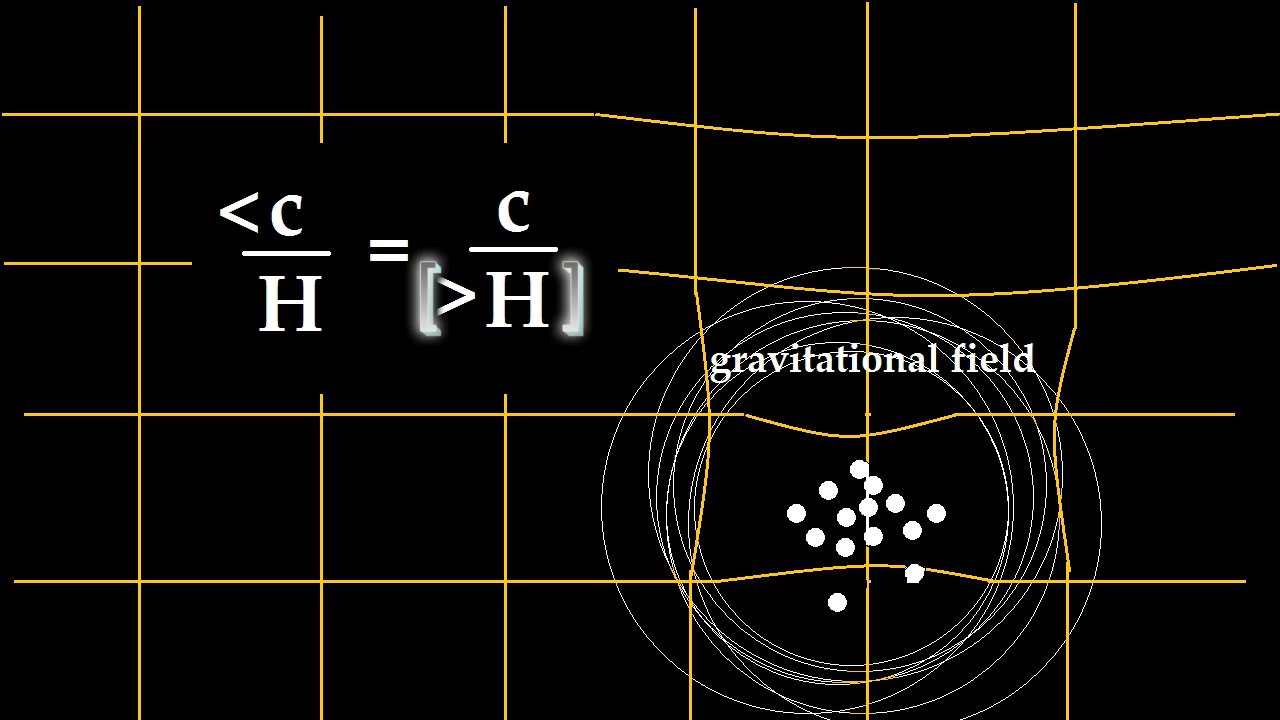 <c = c
H [>H]
gravitational field